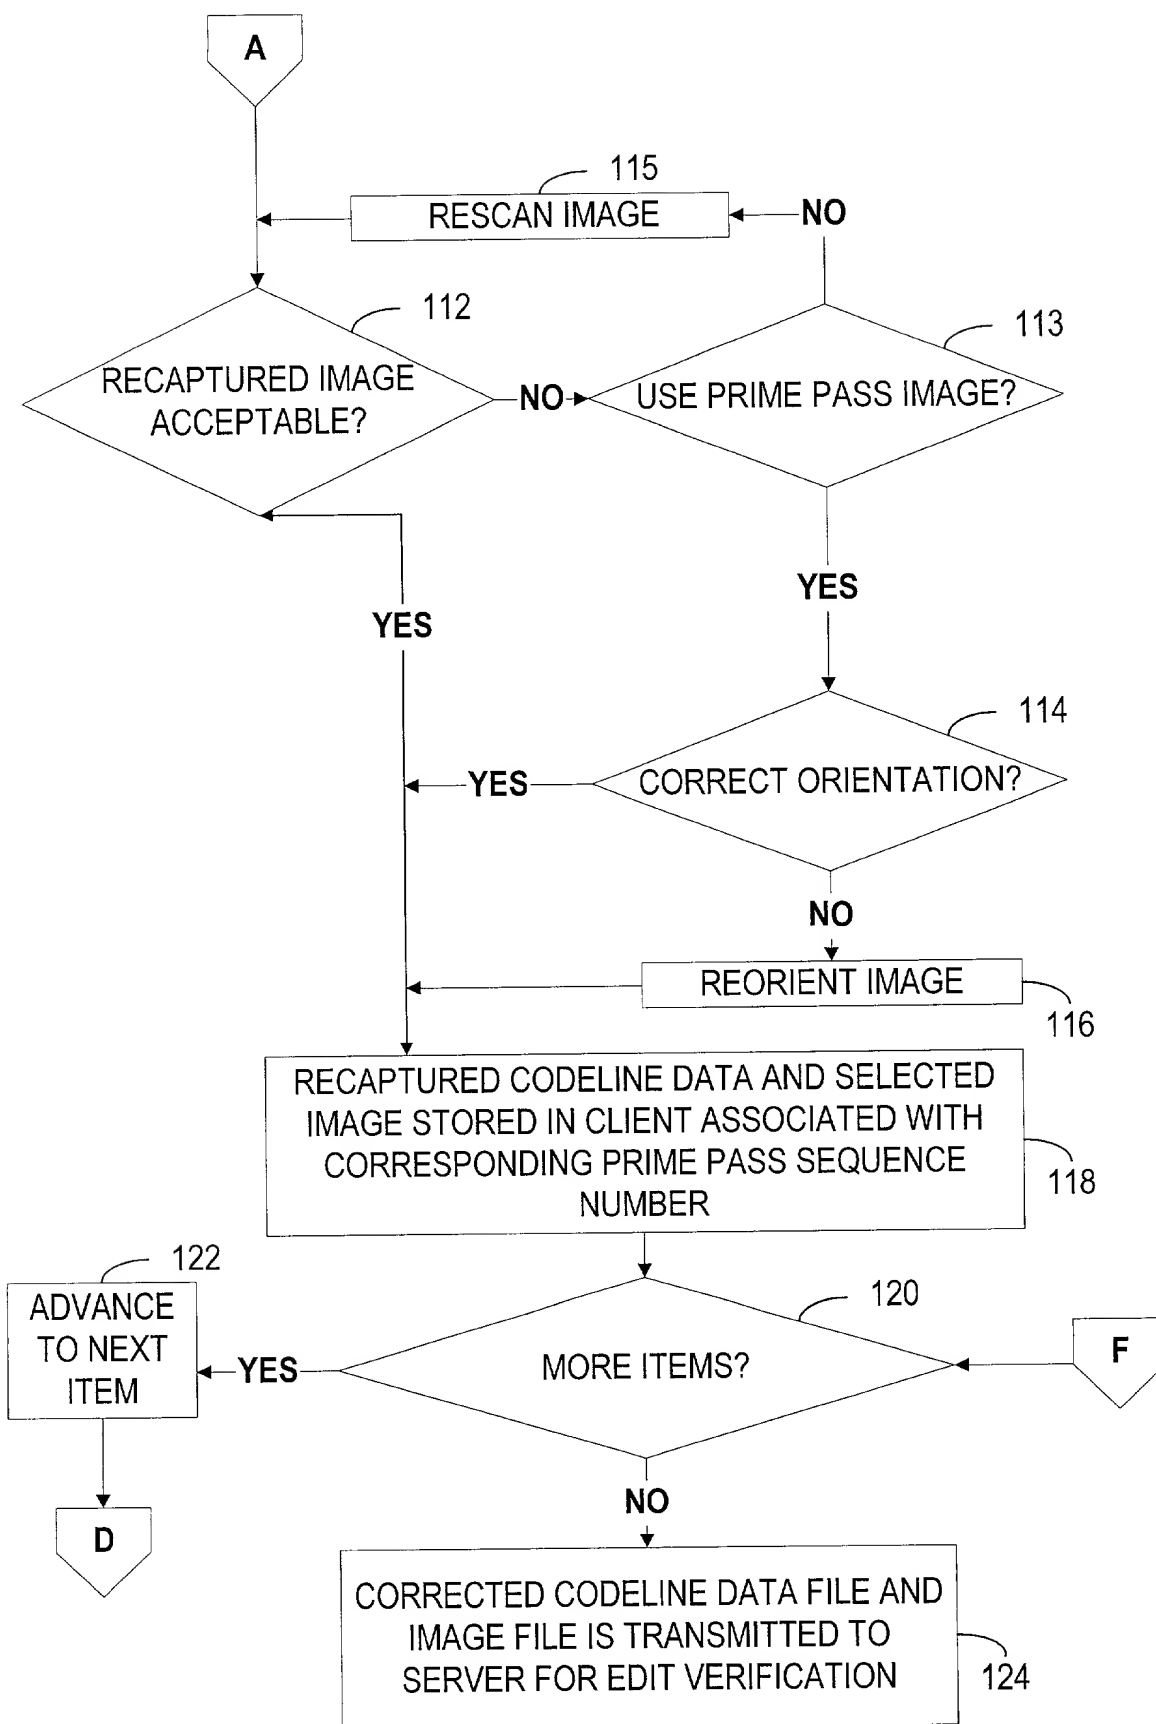 A
115
RESCAN IMAGE
NO
112
113
RECAPTURED IMAGE
ACCEPTABLE?
NO
USE PRIME PASS IMAGE?
YES
YES
114
YES
CORRECT ORIENTATION?
NO
REORIENT IMAGE
116
RECAPTURED CODELINE DATA AND SELECTED
IMAGE STORED IN CLIENT ASSOCIATED WITH
CORRESPONDING PRIME PASS SEQUENCE
NUMBER
118
122
ADVANCE
TO NEXT
ITEM
YES
120
MORE ITEMS?
F
D
NO
CORRECTED CODELINE DATA FILE AND
IMAGE FILE IS TRANSMITTED TO
SERVER FOR EDIT VERIFICATION
124